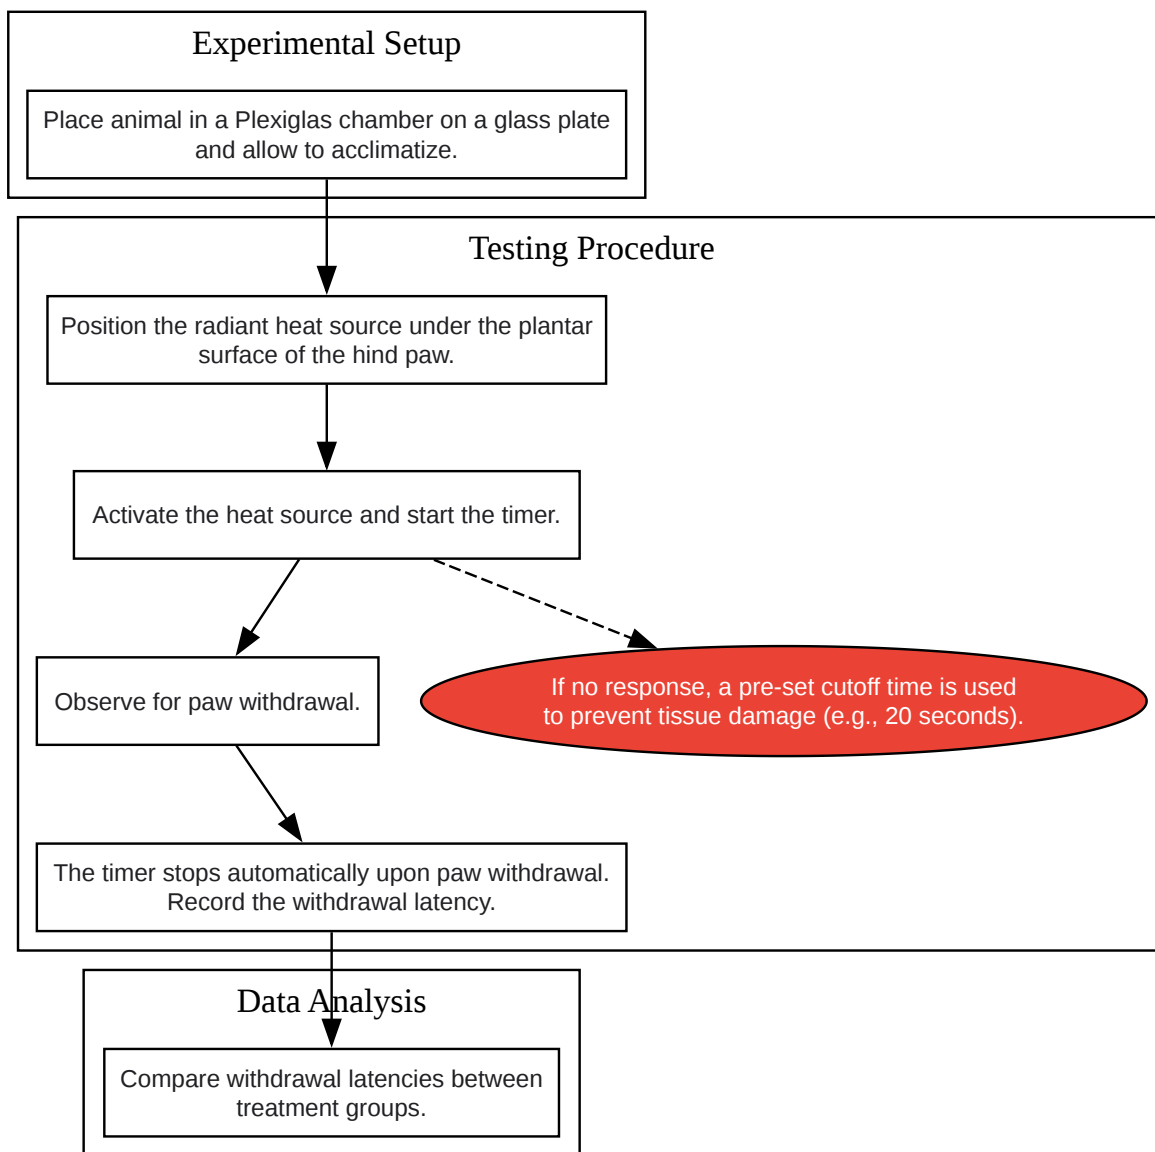 Experimental Setup
Place animal in a Plexiglas chamber on a glass plate
and allow to acclimatize.
Testing Procedure
Position the radiant heat source under the plantar
surface of the hind paw.
Activate the heat source and start the timer.
Observe for paw withdrawal.
If no response, a pre-set cutoff time is used
to prevent tissue damage (e.g., 20 seconds).
The timer stops automatically upon paw withdrawal.
Record the withdrawal latency.
Data Analysis
Compare withdrawal latencies between
treatment groups.